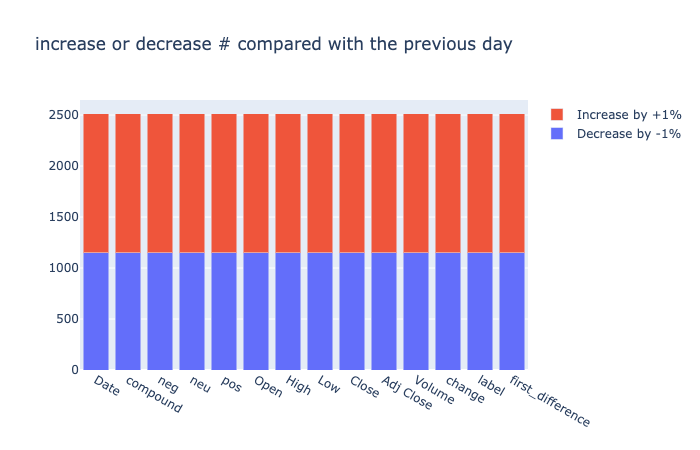 increase or decrease # compared with the previous day
Increase by +1%
Decrease by -1%
2500
2000
1500
1000
500
0
Date
compound
neg
neu
pos
Open
High
Low
Close
Adj Close
Volume
change
label
first_difference